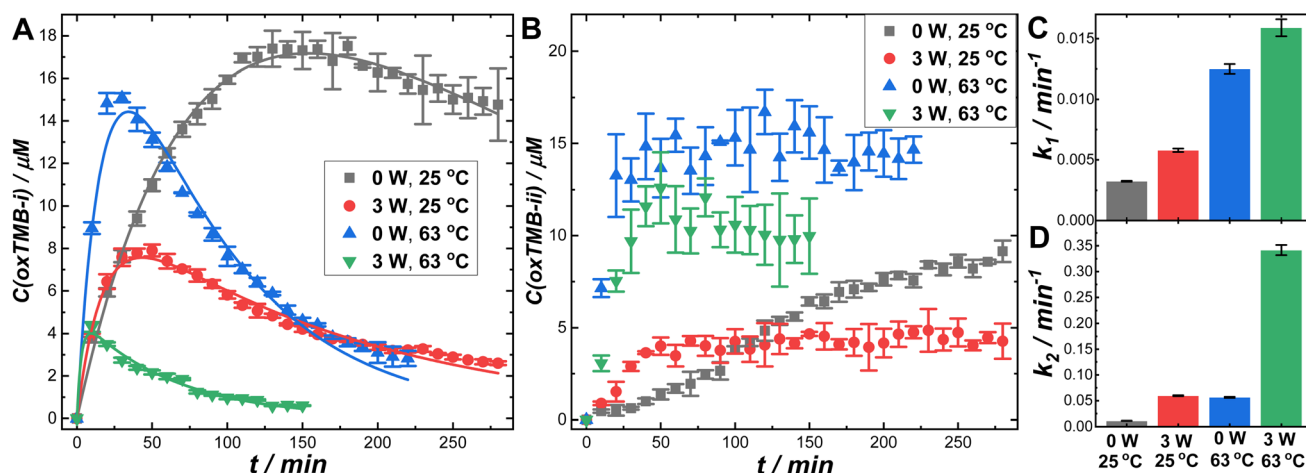 A
C(oxTMB-i) / μM
18
16
14
12
10
8
6
4
2
0
0 W, 25 °C
3 W, 25 °C
0 W, 63 °C
3 W, 63 °C
0 50 100 150 200 250
t / min
B
C(oxTMB-ii) / μM
20
15
10
5
0
0 W, 25 °C
3 W, 25 °C
0 W, 63 °C
3 W, 63 °C
0 50 100 150 200 250
t / min
C
k1 / min-1
0.015
0.010
0.005
0.000
D
k2 / min-1
0.35
0.30
0.25
0.20
0.15
0.10
0.05
0.00
0 W 3 W 0 W 3 W
25 °C 25 °C 63 °C 63 °C